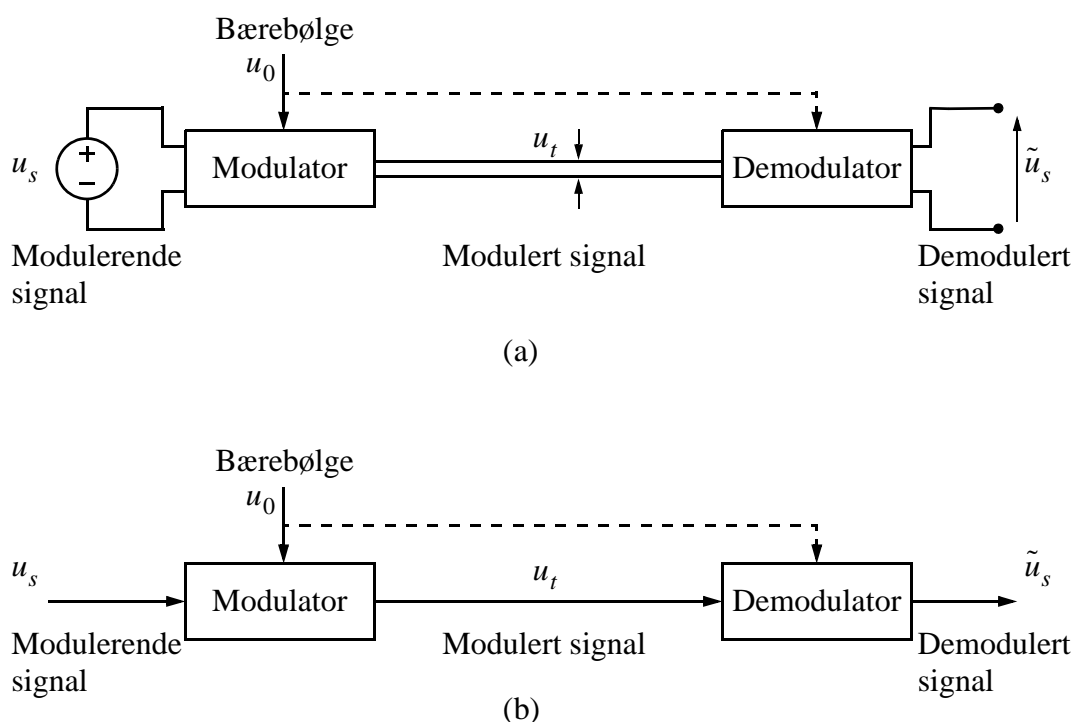 Bærebølge
u0
us
+
−
Modulator
ut
Demodulator
ũs
Modulerende
signal
Modulert signal
Demodulert
signal
(a)
Bærebølge
u0
us
Modulator
ut
Demodulator
ũs
Modulerende
signal
Modulert signal
Demodulert
signal
(b)